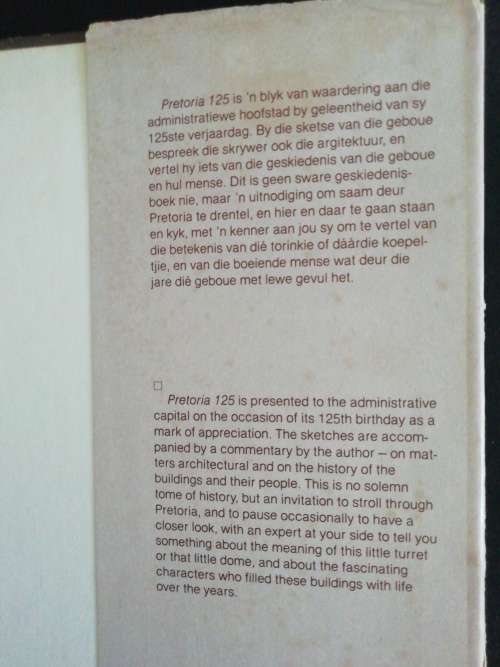 Pretoria 125 is 'n blyk van waardering aan die
administratiewe hoofstad by geleentheid van sy
125ste verjaardag. By die sketse van die geboue
bespreek die skrywer ook die argitektuur, en
vertel hy iets van die geskiedenis van die geboue
en hul mense. Dit is geen sware geskiedenis-
boek nie, maar 'n uitnodiging om saam deur
Pretoria te drentel, en hier en daar te gaan staan
en kyk, met 'n kenner aan jou sy om te vertel van
die betekenis van dié torinkie of dáárdie koepel-
tjie, en van die boeiende mense wat deur die
jare dié geboue met lewe gevul het.
Pretoria 125 is presented to the administrative
capital on the occasion of its 125th birthday as a
mark of appreciation. The sketches are accom-
panied by a commentary by the author – on mat-
ters architectural and on the history of the
buildings and their people. This is no solemn
tome of history, but an invitation to stroll through
Pretoria, and to pause occasionally to have a
closer look, with an expert at your side to tell you
something about the meaning of this little turret
or that little dome, and about the fascinating
characters who filled these buildings with life
over the years.